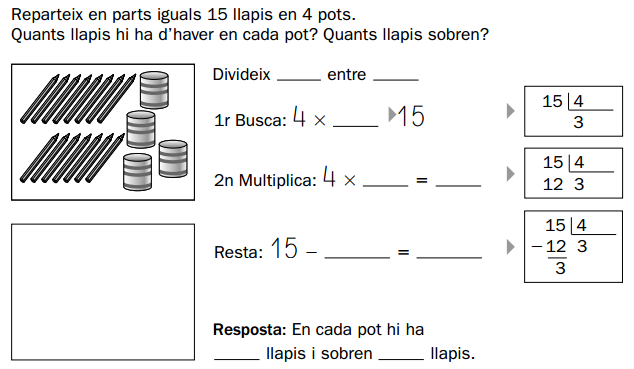 Reparteix en parts iguals 15 llapis en 4 pots.
Quants llapis hi ha d'haver en cada pot? Quants llapis sobren?
Divideix _____ entre _____
1r Busca: 4 × _____ 15
15 4
3
2n Multiplica: 4 × _____ = _____
15 4
12 3
Resta: 15 – _______ = _______
15 4
–12 3
3
Resposta: En cada pot hi ha
_____ llapis i sobren _____ llapis.